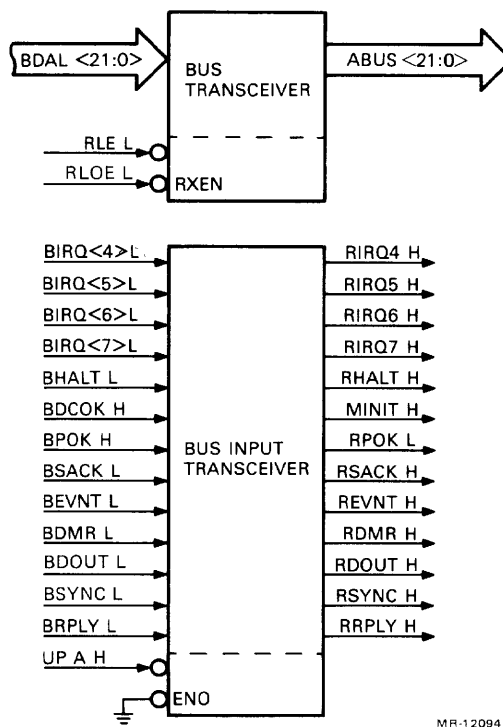 BDAL <21:0>
BUS
TRANSCEIVER
ABUS <21:0>
RLE L
RLOE L
RXEN
BIRQ<4>L
RIRQ4 H
BIRQ<5>L
RIRQ5 H
BIRQ<6>L
RIRQ6 H
BIRQ<7>L
RIRQ7 H
BHALT L
RHALT H
BDCOK H
MINIT H
BPOK H
BUS INPUT
TRANSCEIVER
RPOK L
BSACK L
RSACK H
BEVNT L
REVNT H
BDMR L
RDMR H
BDOUT L
RDOUT H
BSYNC L
RSYNC H
BRPLY L
RRPLY H
UP A H
ENO
MR-12094